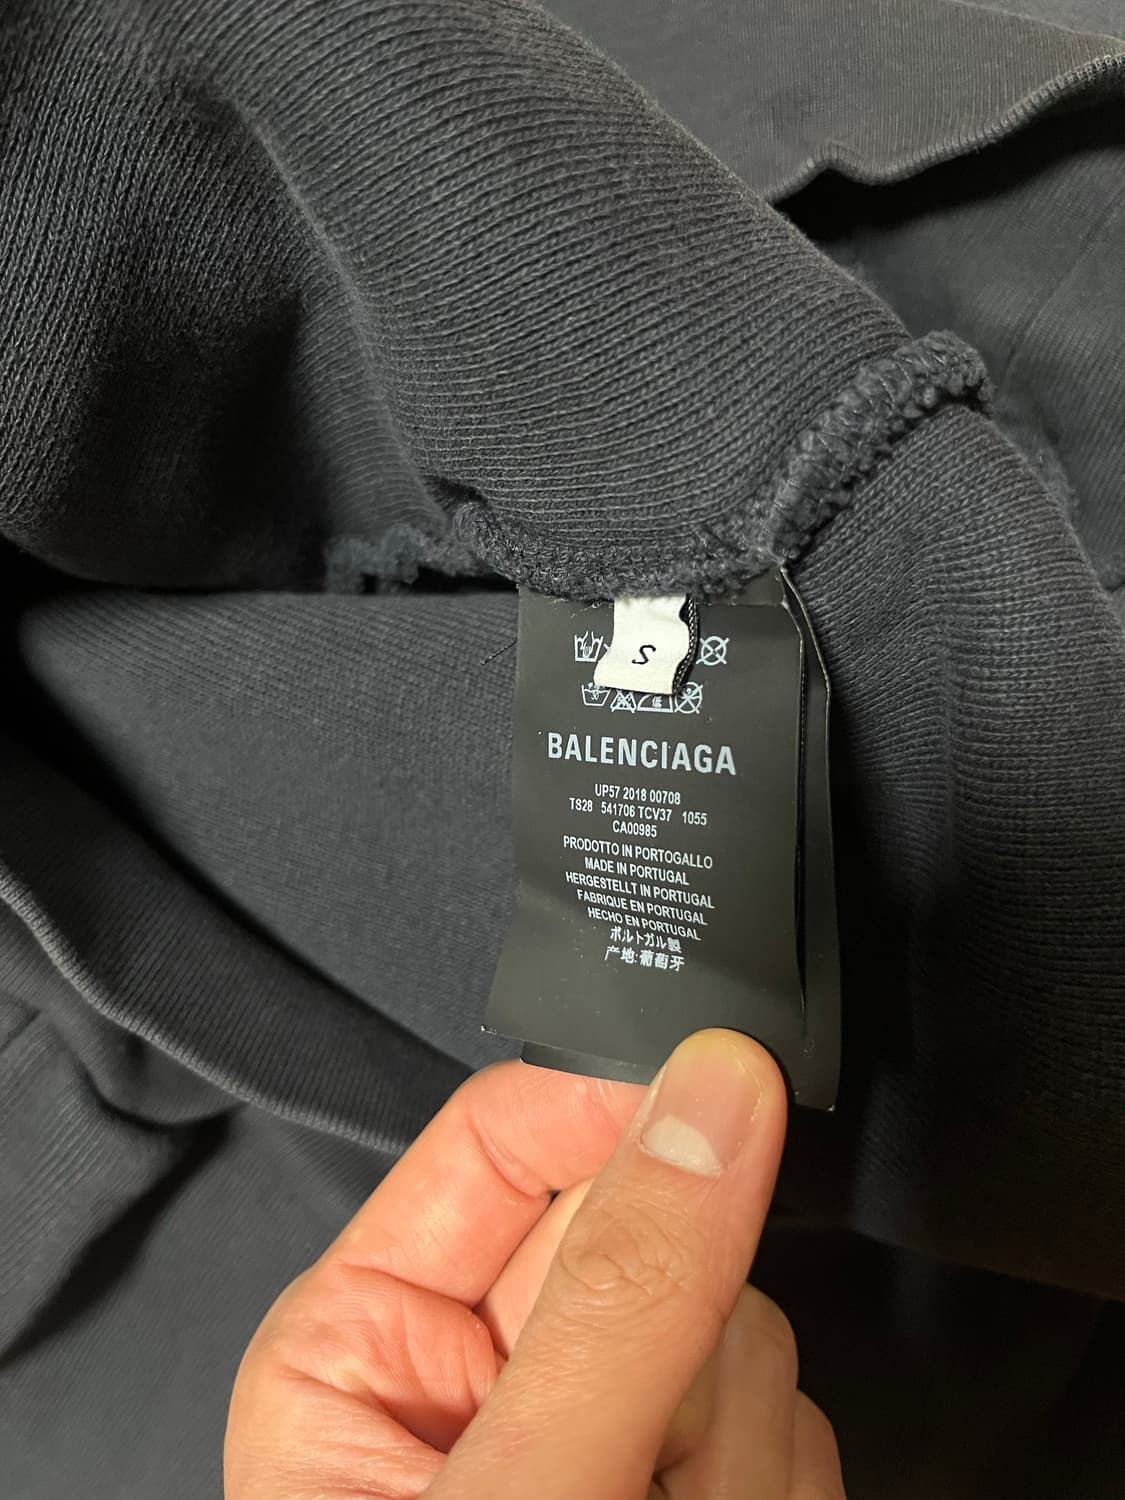 S
30
BALENCIAGA
UP57 2018 00708
TS28 541706 TCV37 1055
CA00985
PRODOTTO IN PORTOGALLO
MADE IN PORTUGAL
HERGESTELLT IN PORTUGAL
FABRIQUE EN PORTUGAL
HECHO EN PORTUGAL
ポルトガル製
产地:葡萄牙